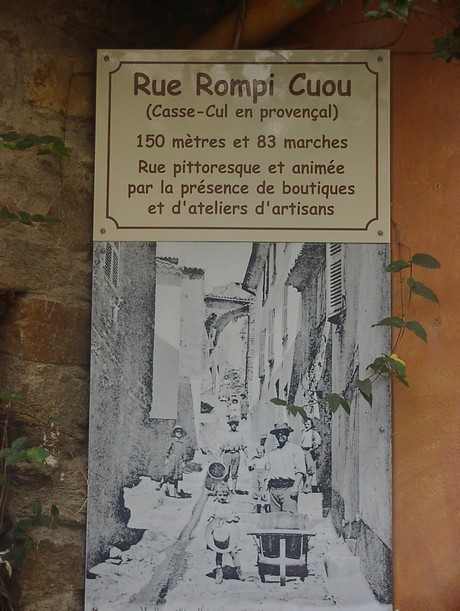 Rue Rompi Cuou
(Casse-Cul en provençal)
150 mètres et 83 marches
Rue pittoresque et animée
par la présence de boutiques
et d'ateliers d'artisans